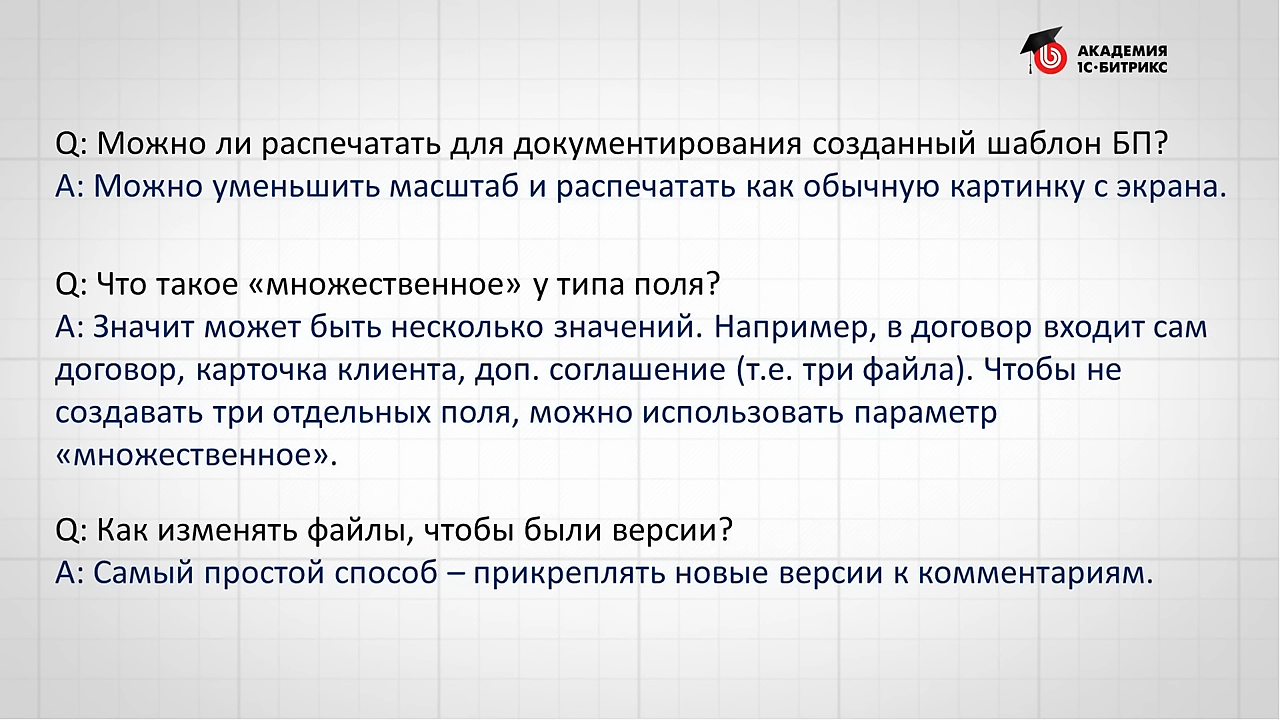 АКАДЕМИЯ
1С·БИТРИКС
Q: Можно ли распечатать для документирования созданный шаблон БП?
A: Можно уменьшить масштаб и распечатать как обычную картинку с экрана.
Q: Что такое «множественное» у типа поля?
A: Значит может быть несколько значений. Например, в договор входит сам
договор, карточка клиента, доп. соглашение (т.е. три файла). Чтобы не
создавать три отдельных поля, можно использовать параметр
«множественное».
Q: Как изменять файлы, чтобы были версии?
A: Самый простой способ – прикреплять новые версии к комментариям.